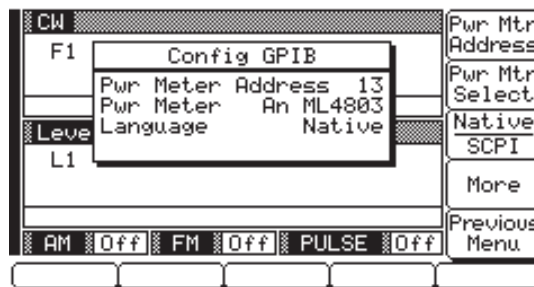 CW
F1
Config GPIB
Pwr Meter Address 13
Pwr Meter An ML4803
Language Native
Leve
L1
AM Off FM Off PULSE Off
Pwr Mtr
Address
Pwr Mtr
Select
Native
SCPI
More
Previous
Menu